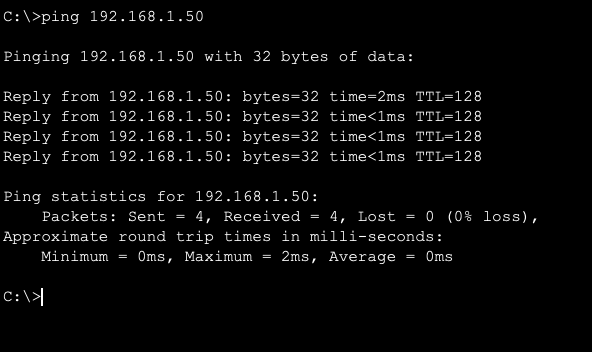 C:\>ping 192.168.1.50
Pinging 192.168.1.50 with 32 bytes of data:
Reply from 192.168.1.50: bytes=32 time=2ms TTL=128
Reply from 192.168.1.50: bytes=32 time<1ms TTL=128
Reply from 192.168.1.50: bytes=32 time<1ms TTL=128
Reply from 192.168.1.50: bytes=32 time<1ms TTL=128
Ping statistics for 192.168.1.50:
    Packets: Sent = 4, Received = 4, Lost = 0 (0% loss),
Approximate round trip times in milli-seconds:
    Minimum = 0ms, Maximum = 2ms, Average = 0ms
C:\>